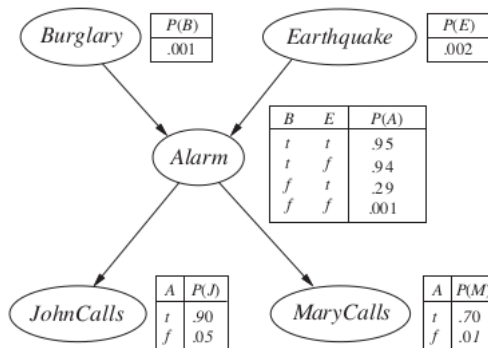 Burglary
P(B)
.001
Earthquake
P(E)
.002
Alarm
B E P(A)
t t .95
t f .94
f t .29
f f .001
JohnCalls
A P(J)
t .90
f .05
MaryCalls
A P(M)
t .70
f .01